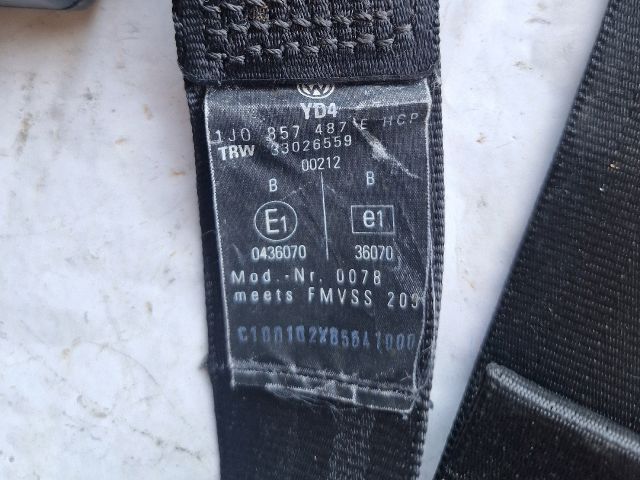 YD4
1J0 857 487 E HCP
TRW 33026559
00212
B B
E1 e1
0436070 36070
Mod.-Nr. 0078
meets FMVSS 209